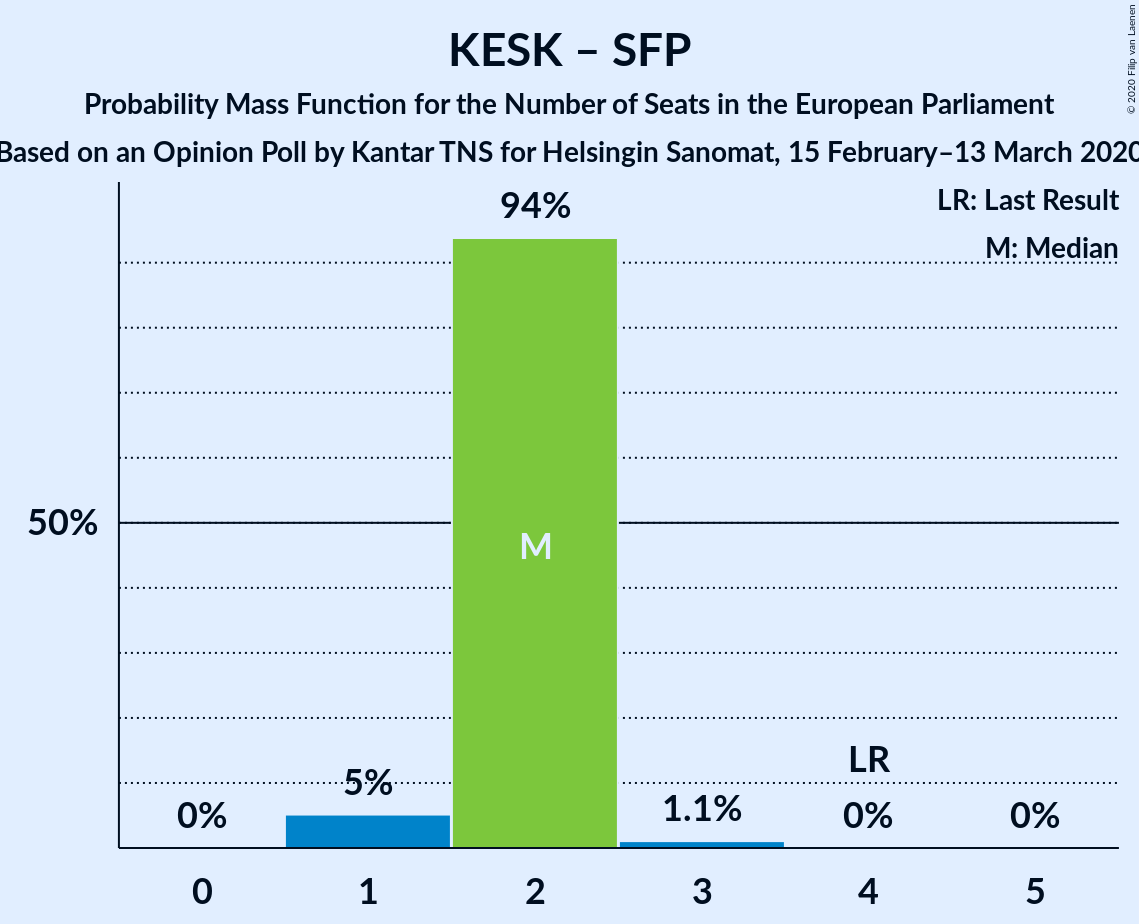 KESK – SFP
Probability Mass Function for the Number of Seats in the European Parliament
Based on an Opinion Poll by Kantar TNS for Helsingin Sanomat, 15 February–13 March 2020
© 2020 Filip van Laenen
LR: Last Result
M: Median
94%
50%
M
LR
5%
1.1%
0%
0%
0%
0
1
2
3
4
5